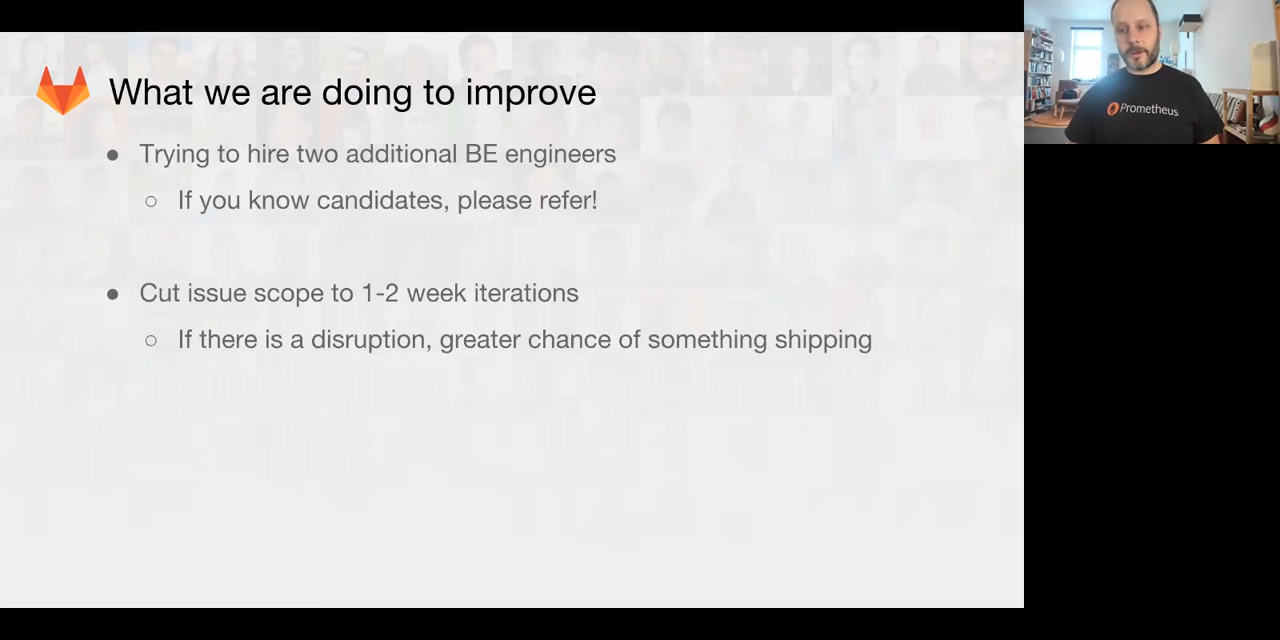 What we are doing to improve
● Trying to hire two additional BE engineers
○ If you know candidates, please refer!
● Cut issue scope to 1-2 week iterations
○ If there is a disruption, greater chance of something shipping
Prometheus